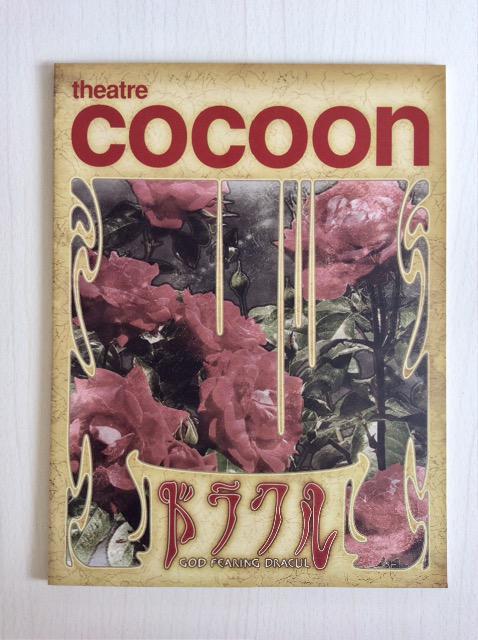 theatre
cocoon
ドラクル
GOD FEARING DRACUL